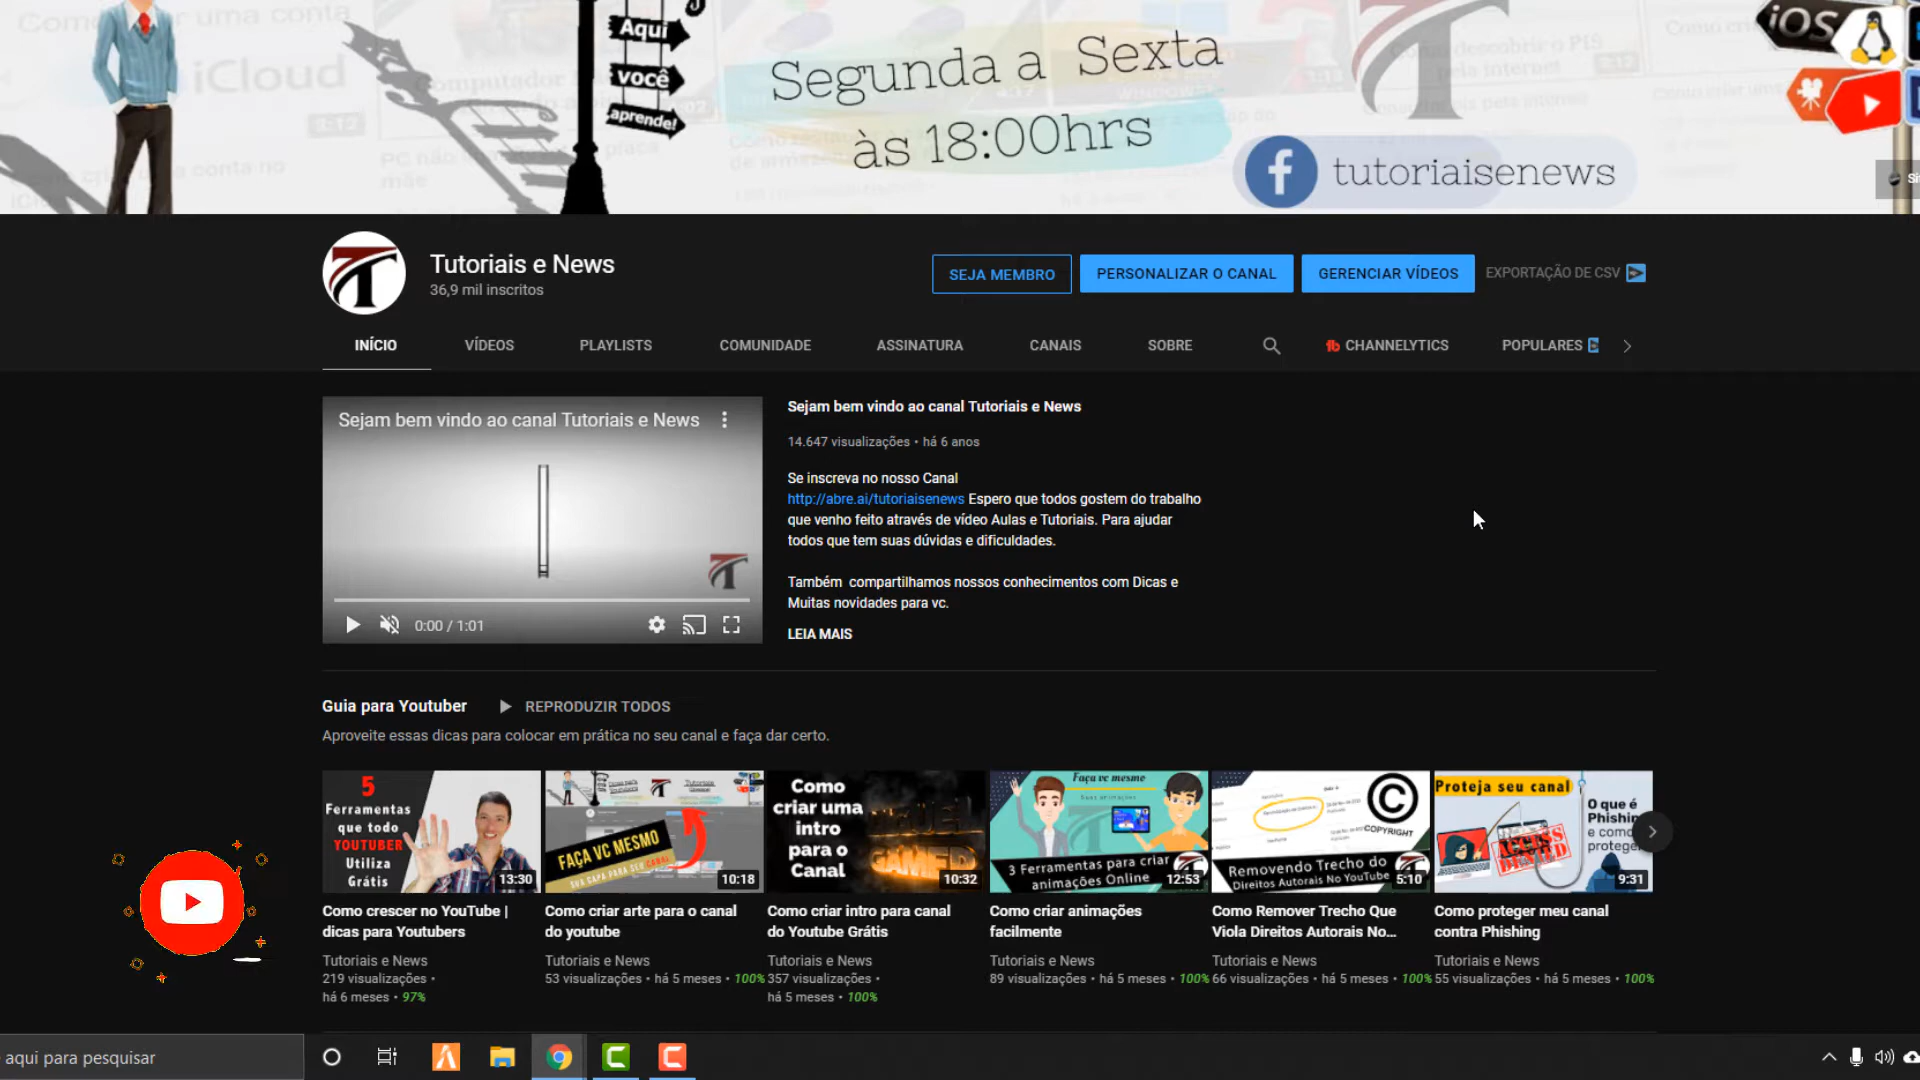 Aqui
você
aprende!
iCloud
Segunda a Sexta
às 18:00hrs
tutoriaisenews
iOS
Tutoriais e News
36,9 mil inscritos
SEJA MEMBRO
PERSONALIZAR O CANAL
GERENCIAR VÍDEOS
EXPORTAÇÃO DE CSV
INÍCIO
VÍDEOS
PLAYLISTS
COMUNIDADE
ASSINATURA
CANAIS
SOBRE
CHANNELYTICS
POPULARES
Sejam bem vindo ao canal Tutoriais e News
0:00 / 1:01
Sejam bem vindo ao canal Tutoriais e News
14.647 visualizações • há 6 anos
Se inscreva no nosso Canal
http://abre.ai/tutoriaisenews Espero que todos gostem do trabalho
que venho feito através de vídeo Aulas e Tutoriais. Para ajudar
todos que tem suas dúvidas e dificuldades.
Também compartilhamos nossos conhecimentos com Dicas e
Muitas novidades para vc.
LEIA MAIS
Guia para Youtuber
REPRODUZIR TODOS
Aproveite essas dicas para colocar em prática no seu canal e faça dar certo.
5
Ferramentas
que todo
YOUTUBER
Utiliza
Grátis
13:30
FAÇA VC MESMO
SUA CAPA PARA SEU CANAL
10:18
Como
criar uma
intro
para o
Canal
10:32
Faça vc mesmo
3 Ferramentas para criar
animações Online
12:53
COPYRIGHT
Removendo Trecho do
Direitos Autorais No YouTube
5:10
Proteja seu canal
O que é
Phishing
e como
proteger
9:31
Como crescer no YouTube |
dicas para Youtubers
Tutoriais e News
219 visualizações •
há 6 meses • 97%
Como criar arte para o canal
do youtube
Tutoriais e News
53 visualizações • há 5 meses • 100%
Como criar intro para canal
do Youtube Grátis
Tutoriais e News
357 visualizações •
há 5 meses • 100%
Como criar animações
facilmente
Tutoriais e News
89 visualizações • há 5 meses • 100%
Como Remover Trecho Que
Viola Direitos Autorais No...
Tutoriais e News
66 visualizações • há 5 meses • 100%
Como proteger meu canal
contra Phishing
Tutoriais e News
55 visualizações • há 5 meses • 100%
aqui para pesquisar